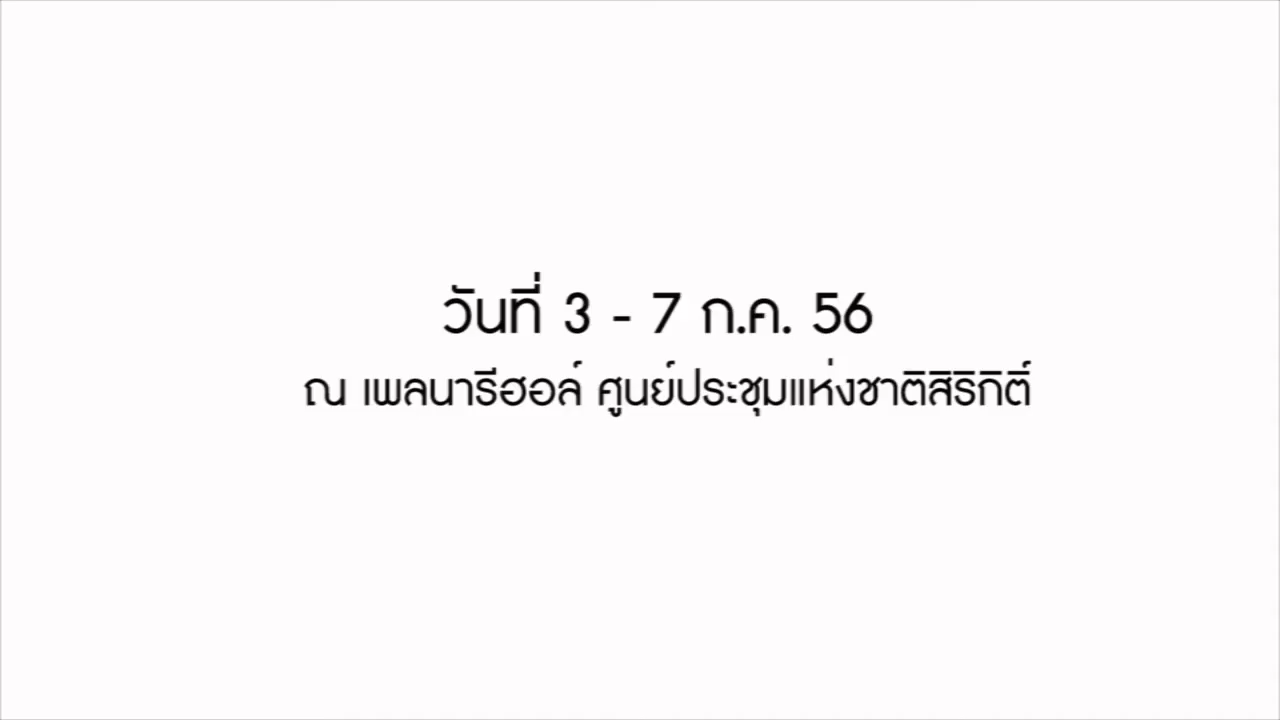 วันที่ 3 - 7 ก.ค. 56
ณ เพลนารีฮอล์ ศูนย์ประชุมแห่งชาติสิริกิติ์